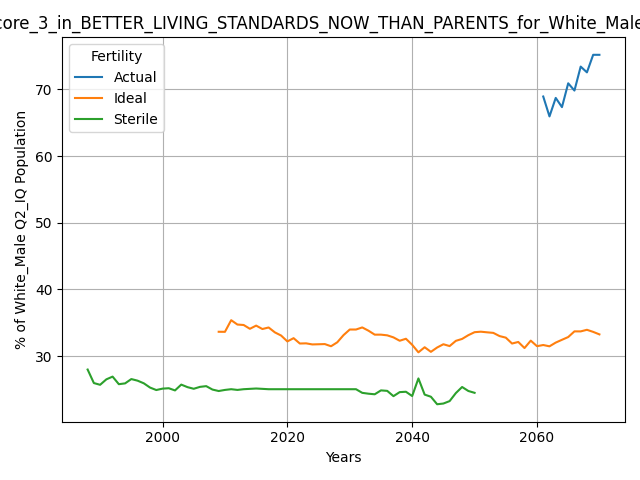 core_3_in_BETTER_LIVING_STANDARDS_NOW_THAN_PARENTS_for_White_Male
Fertility
Actual
Ideal
Sterile
% of White_Male Q2_IQ Population
70
60
50
40
30
2000 2020 2040 2060
Years